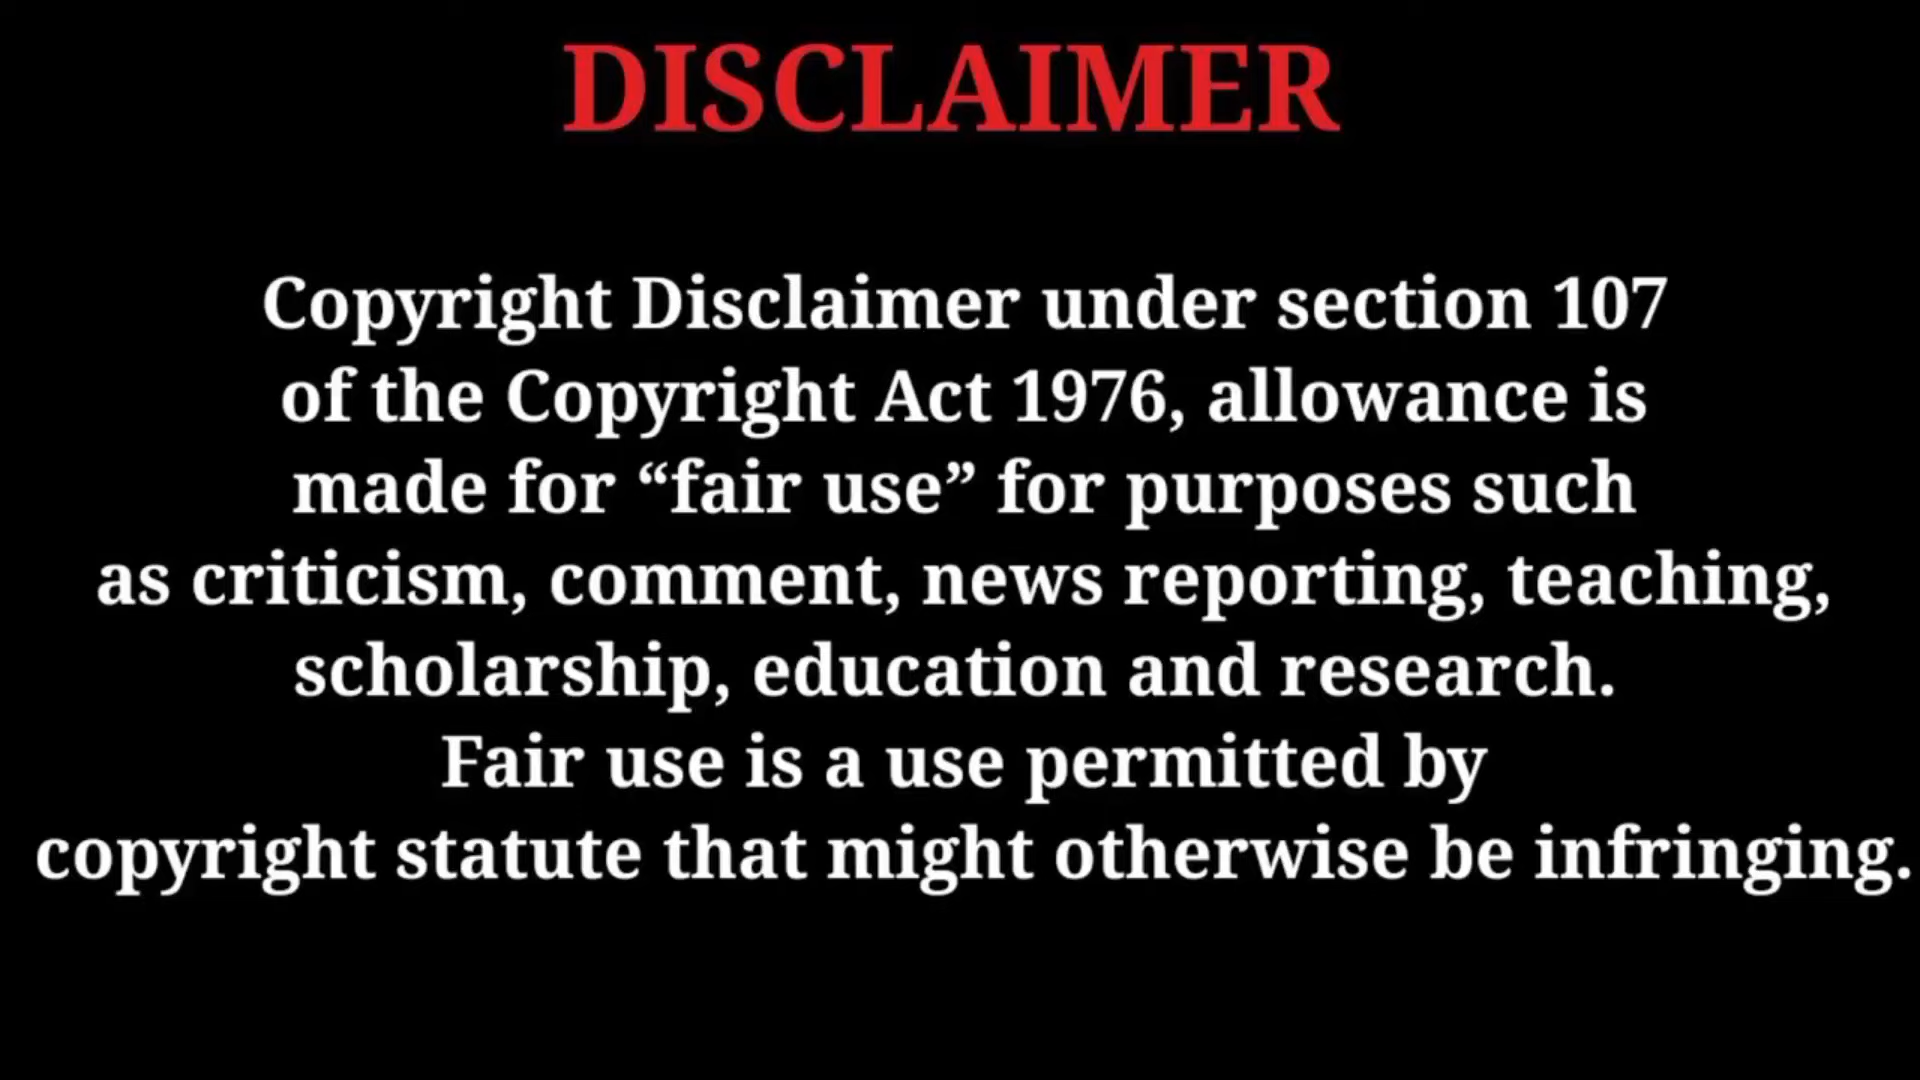 DISCLAIMER
Copyright Disclaimer under section 107
of the Copyright Act 1976, allowance is
made for “fair use” for purposes such
as criticism, comment, news reporting, teaching,
scholarship, education and research.
Fair use is a use permitted by
copyright statute that might otherwise be infringing.